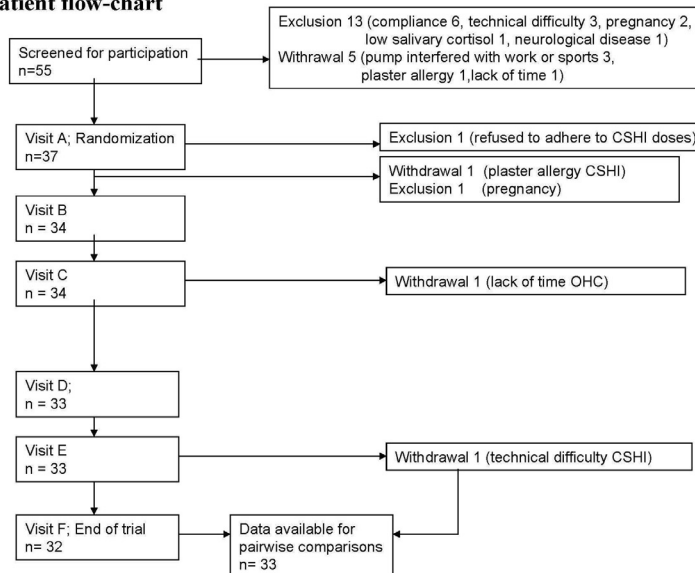 atient flow-chart
Screened for participation
n=55
Exclusion 13 (compliance 6, technical difficulty 3, pregnancy 2,
low salivary cortisol 1, neurological disease 1)
Withrawal 5 (pump interfered with work or sports 3,
plaster allergy 1,lack of time 1)
Visit A; Randomization
n=37
Exclusion 1 (refused to adhere to CSHI doses)
Withdrawal 1 (plaster allergy CSHI)
Exclusion 1 (pregnancy)
Visit B
n = 34
Visit C
n = 34
Withdrawal 1 (lack of time OHC)
Visit D;
n = 33
Visit E
n = 33
Withdrawal 1 (technical difficulty CSHI)
Visit F; End of trial
n= 32
Data available for
pairwise comparisons
n= 33